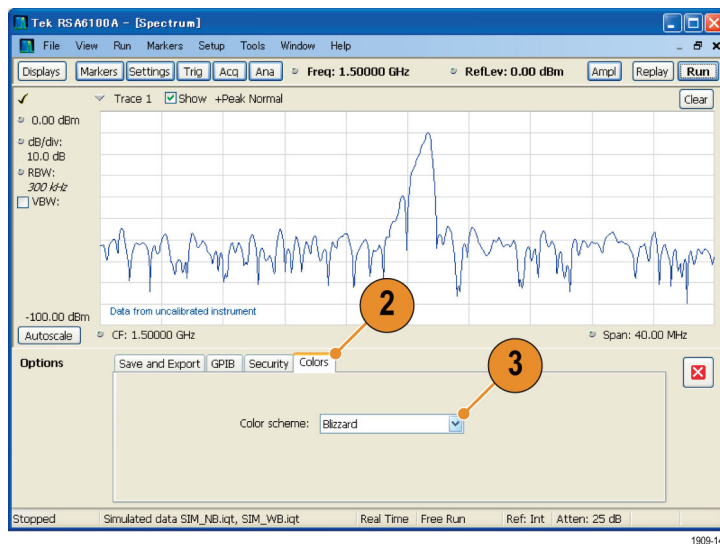 Tek RSA6100A - [Spectrum]
File View Run Markers Setup Tools Window Help
Displays Markers Settings Trig Acq Ana Freq: 1.50000 GHz RefLev: 0.00 dBm Ampl Replay Run
Trace 1 Show +Peak Normal Clear
0.00 dBm
dB/div:
10.0 dB
RBW:
300 kHz
VBW:
-100.00 dBm
Data from uncalibrated instrument
2
Autoscale CF: 1.50000 GHz Span: 40.00 MHz
Options
Save and Export GPIB Security Colors
3
Color scheme: Blizzard
Stopped Simulated data SIM_NB.iqt, SIM_WB.iqt Real Time Free Run Ref: Int Atten: 25 dB